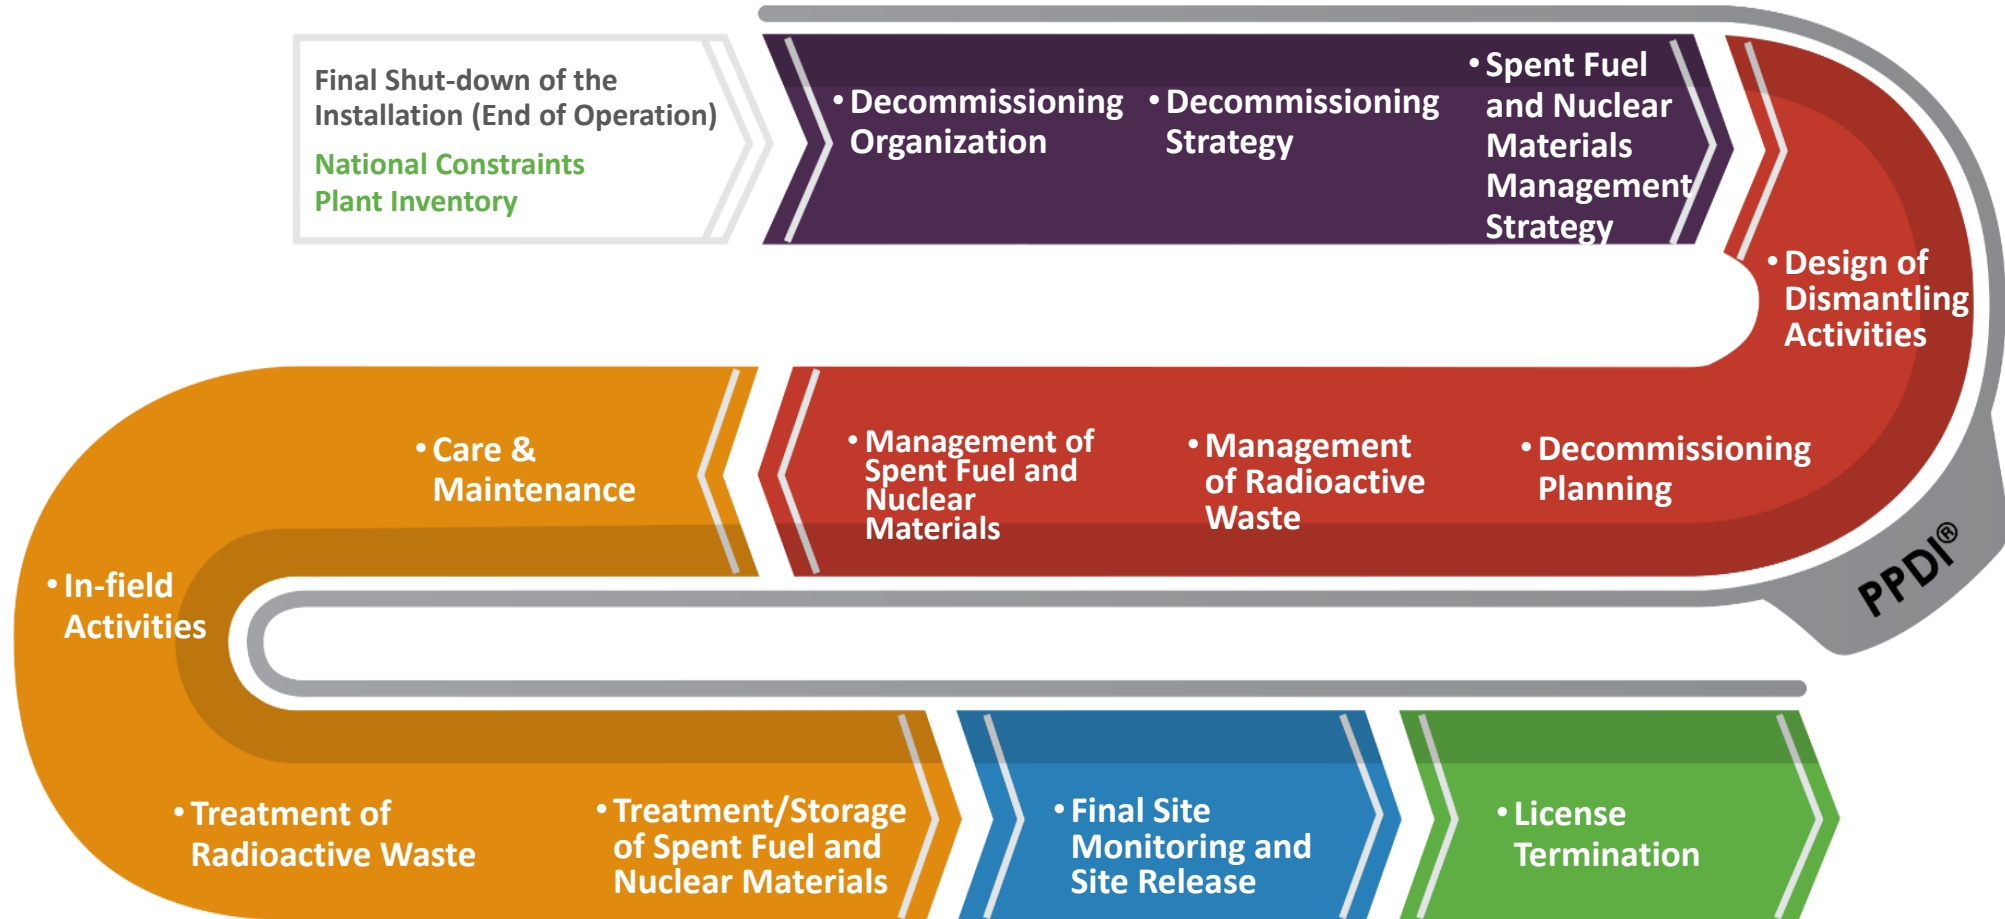 Final Shut-down of the
Installation (End of Operation)
National Constraints
Plant Inventory
• Decommissioning
Organization
• Decommissioning
Strategy
• Spent Fuel
and Nuclear
Materials
Management
Strategy
• Design of
Dismantling
Activities
• Decommissioning
Planning
• Management
of Radioactive
Waste
• Management of
Spent Fuel and
Nuclear
Materials
• Care &
Maintenance
• In-field
Activities
• Treatment of
Radioactive Waste
• Treatment/Storage
of Spent Fuel and
Nuclear Materials
• Final Site
Monitoring and
Site Release
• License
Termination
PPDI®